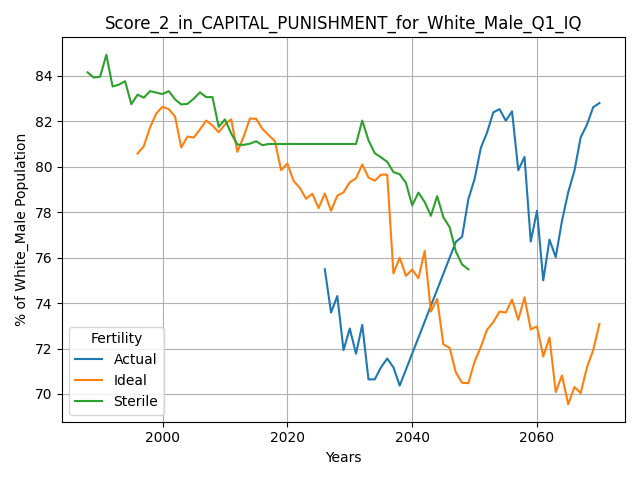 Score_2_in_CAPITAL_PUNISHMENT_for_White_Male_Q1_IQ
% of White_Male Population
84
82
80
78
76
74
72
70
Fertility
Actual
Ideal
Sterile
2000
2020
2040
2060
Years